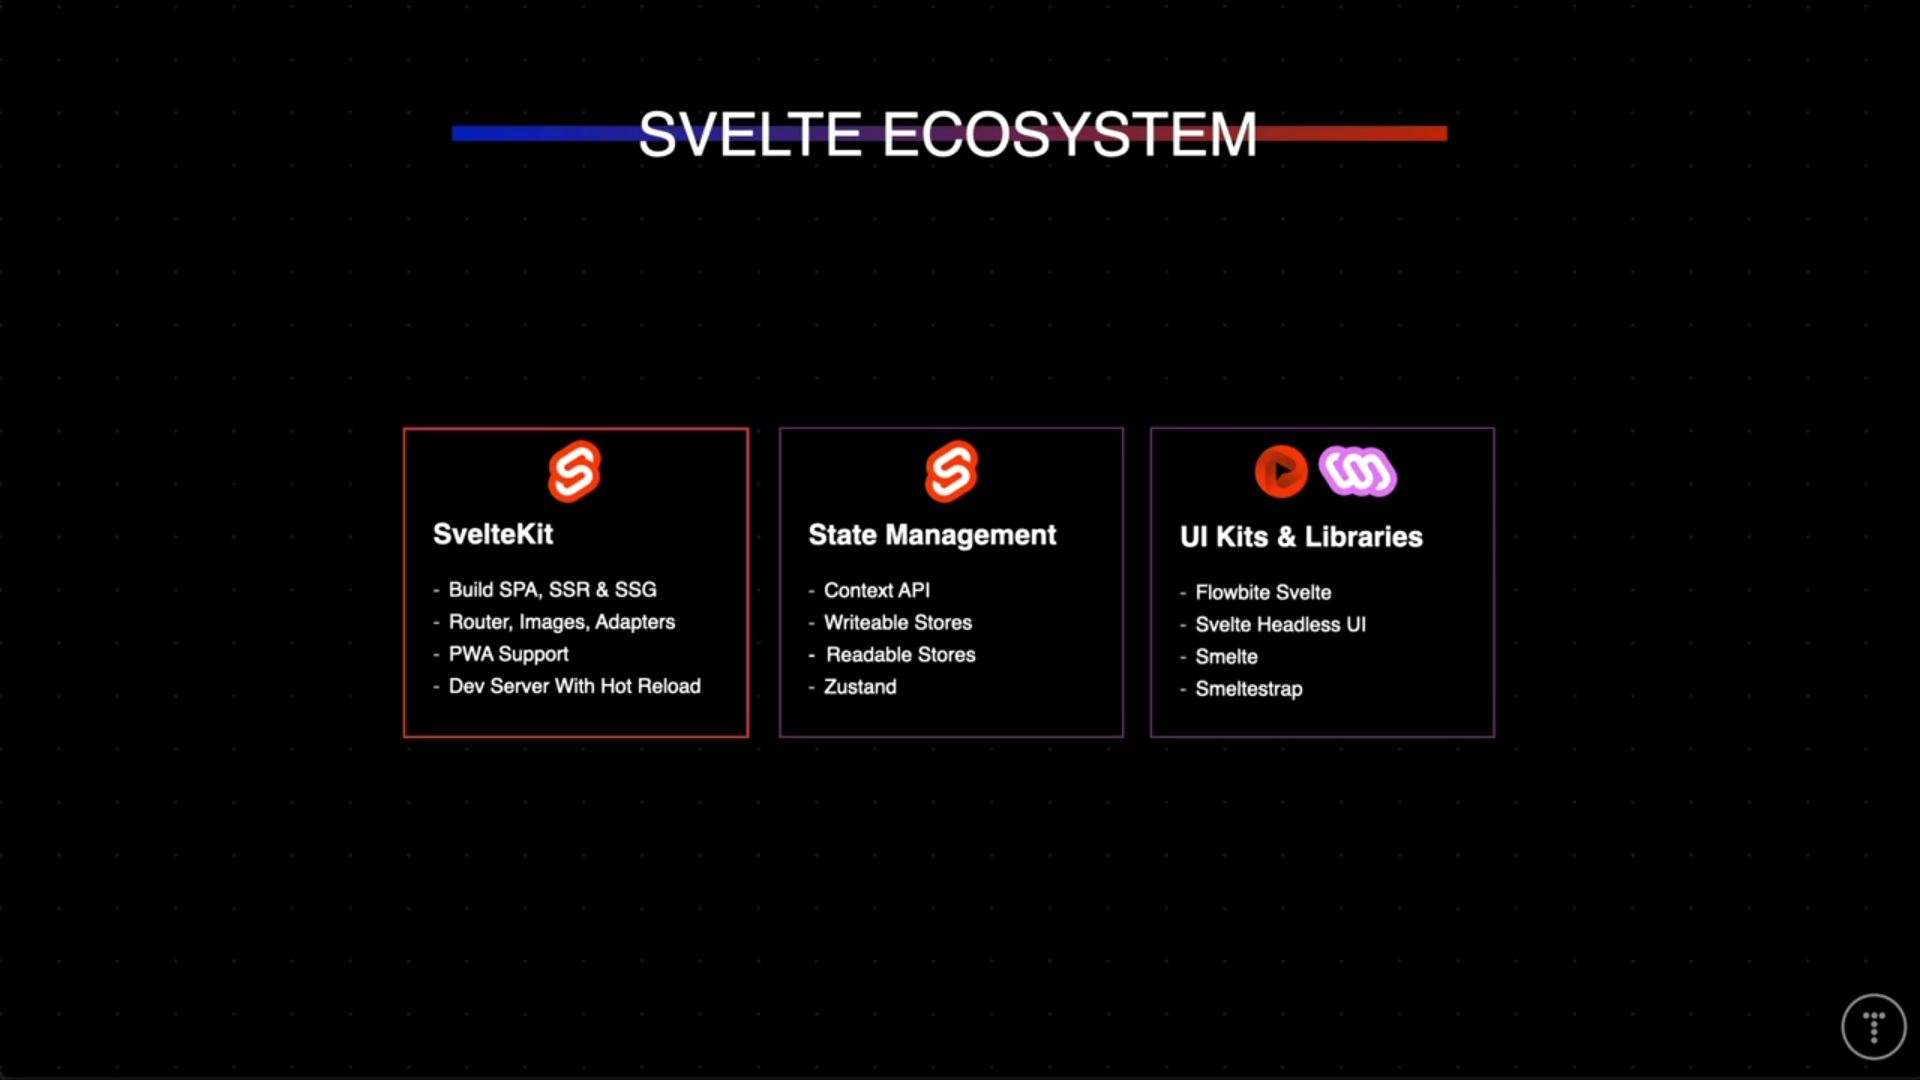 SVELTE ECOSYSTEM
SvelteKit
- Build SPA, SSR & SSG
- Router, Images, Adapters
- PWA Support
- Dev Server With Hot Reload
State Management
- Context API
- Writeable Stores
- Readable Stores
- Zustand
UI Kits & Libraries
- Flowbite Svelte
- Svelte Headless UI
- Smelte
- Smeltestrap
T